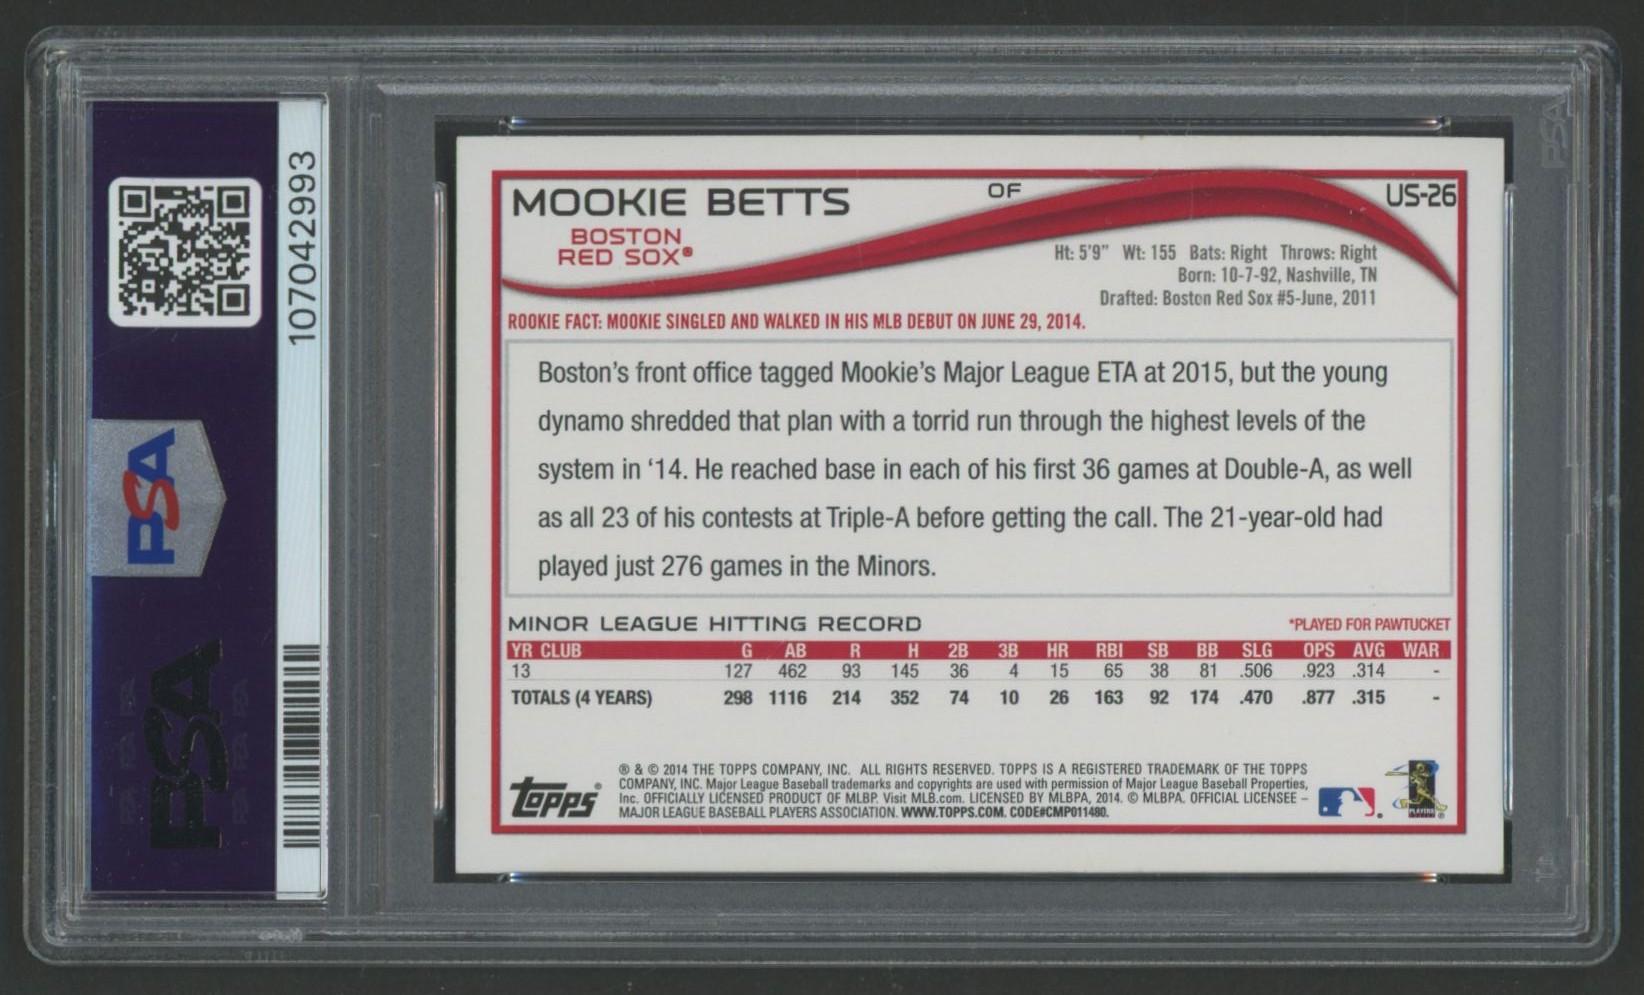 107042993
PSA
PSA
MOOKIE BETTS
OF
US-26
BOSTON
RED SOX®
Ht: 5'9" Wt: 155 Bats: Right Throws: Right
Born: 10-7-92, Nashville, TN
Drafted: Boston Red Sox #5-June, 2011
ROOKIE FACT: MOOKIE SINGLED AND WALKED IN HIS MLB DEBUT ON JUNE 29, 2014.
Boston's front office tagged Mookie's Major League ETA at 2015, but the young
dynamo shredded that plan with a torrid run through the highest levels of the
system in ‘14. He reached base in each of his first 36 games at Double-A, as well
as all 23 of his contests at Triple-A before getting the call. The 21-year-old had
played just 276 games in the Minors.
MINOR LEAGUE HITTING RECORD
*PLAYED FOR PAWTUCKET
YR CLUB G AB R H 2B 3B HR RBI SB BB SLG OPS AVG WAR
13 127 462 93 145 36 4 15 65 38 81 .506 .923 .314 -
TOTALS (4 YEARS) 298 1116 214 352 74 10 26 163 92 174 .470 .877 .315 -
Topps®
® & © 2014 THE TOPPS COMPANY, INC. ALL RIGHTS RESERVED. TOPPS IS A REGISTERED TRADEMARK OF THE TOPPS
COMPANY, INC. Major League Baseball trademarks and copyrights are used with permission of Major League Baseball Properties,
Inc. OFFICIALLY LICENSED PRODUCT OF MLBP. Visit MLB.com. LICENSED BY MLBPA, 2014. © MLBPA. OFFICIAL LICENSEE –
MAJOR LEAGUE BASEBALL PLAYERS ASSOCIATION. WWW.TOPPS.COM. CODE#CMP011480.
PLAYERS
PSA